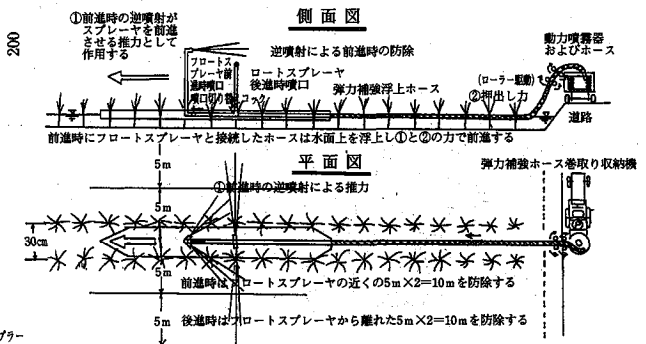 側面図
①前進時の逆噴射が
スプレーヤを前進
させる推力として
作用する
200
逆噴射による前進時の防除
動力噴霧器
およびホース
フロートス
プレーヤ前
進時噴口
噴口切り替コック
ロートスプレーヤ
後進時噴口
弾力補強浮上ホース
(ローラー駆動)
②押出し力
道路
前進時にフロートスプレーヤと接続したホースは水面上を浮上し①と②の力で前進する
平面図
5m
弾力補強ホース巻取り収納機
①前進時の逆噴射による推力
5m
30cm
5m
前進時はフロートスプレーヤの近くの5m×2=10mを防除する
5m
後進時はフロートスプレーヤから離れた5m×2=10mを防除する
プラー